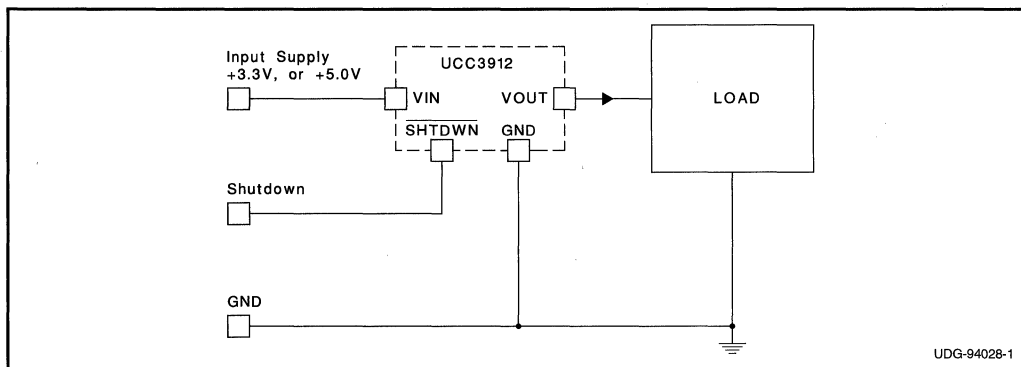 Input Supply
+3.3V, or +5.0V
UCC3912
VIN
VOUT
LOAD
SHTDWN
GND
Shutdown
GND
UDG-94028-1